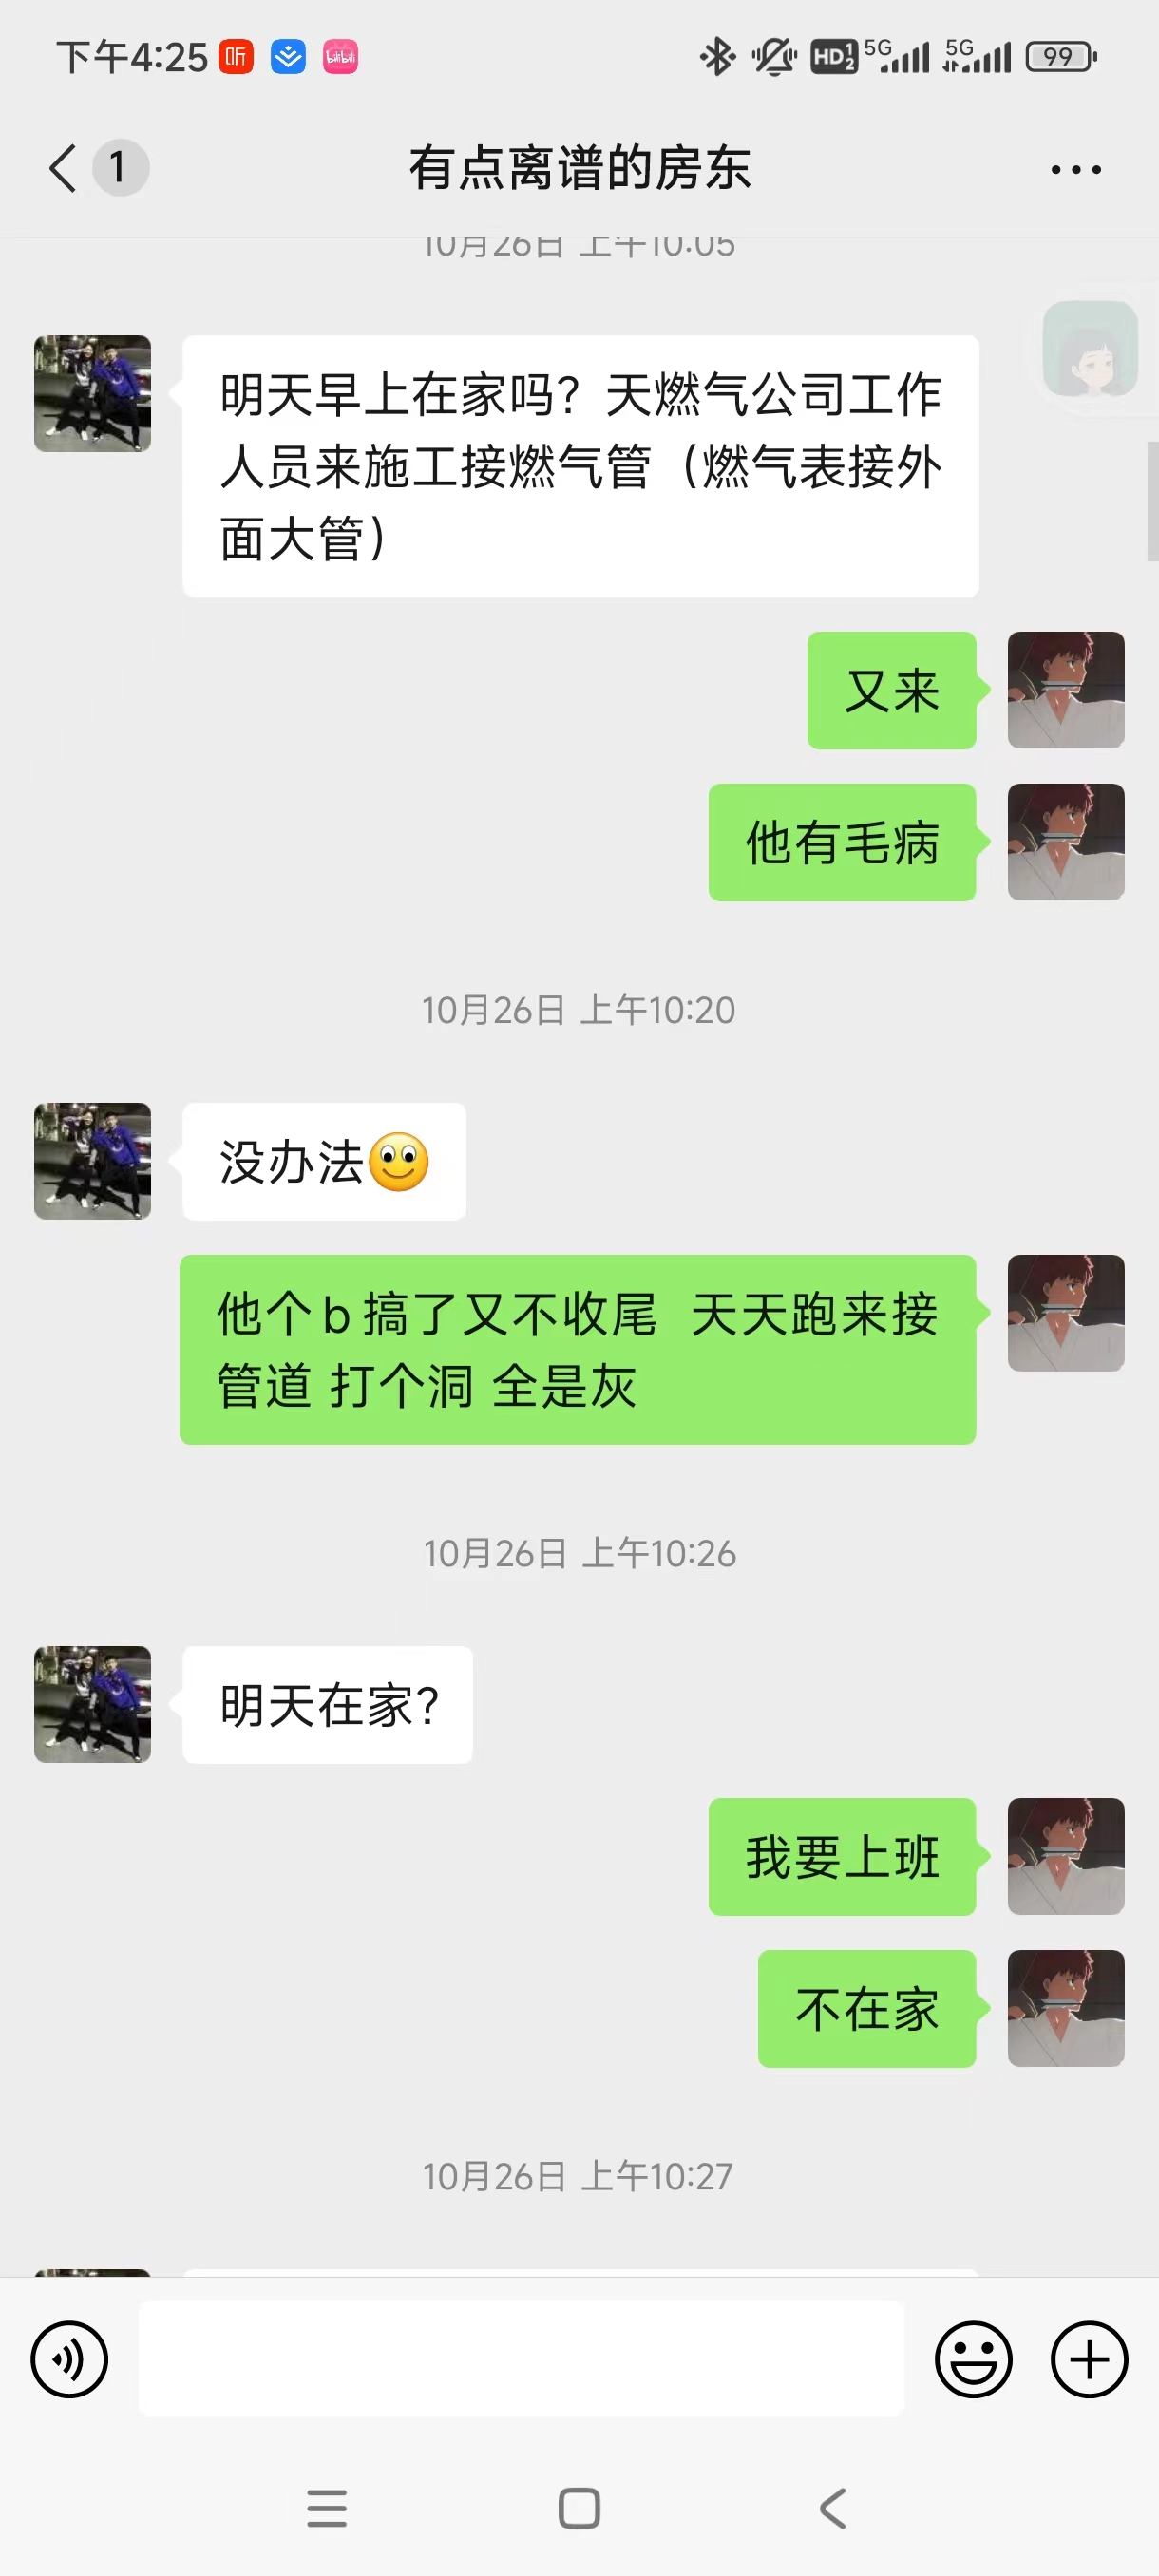 下午4:25 听 bilibili HD 1 2 5G 5G 99
1 有点离谱的房东 ...
10月26日 上午10:05
明天早上在家吗？天燃气公司工作
人员来施工接燃气管（燃气表接外
面大管）
又来
他有毛病
10月26日 上午10:20
没办法
他个b搞了又不收尾 天天跑来接
管道 打个洞 全是灰
10月26日 上午10:26
明天在家？
我要上班
不在家
10月26日 上午10:27